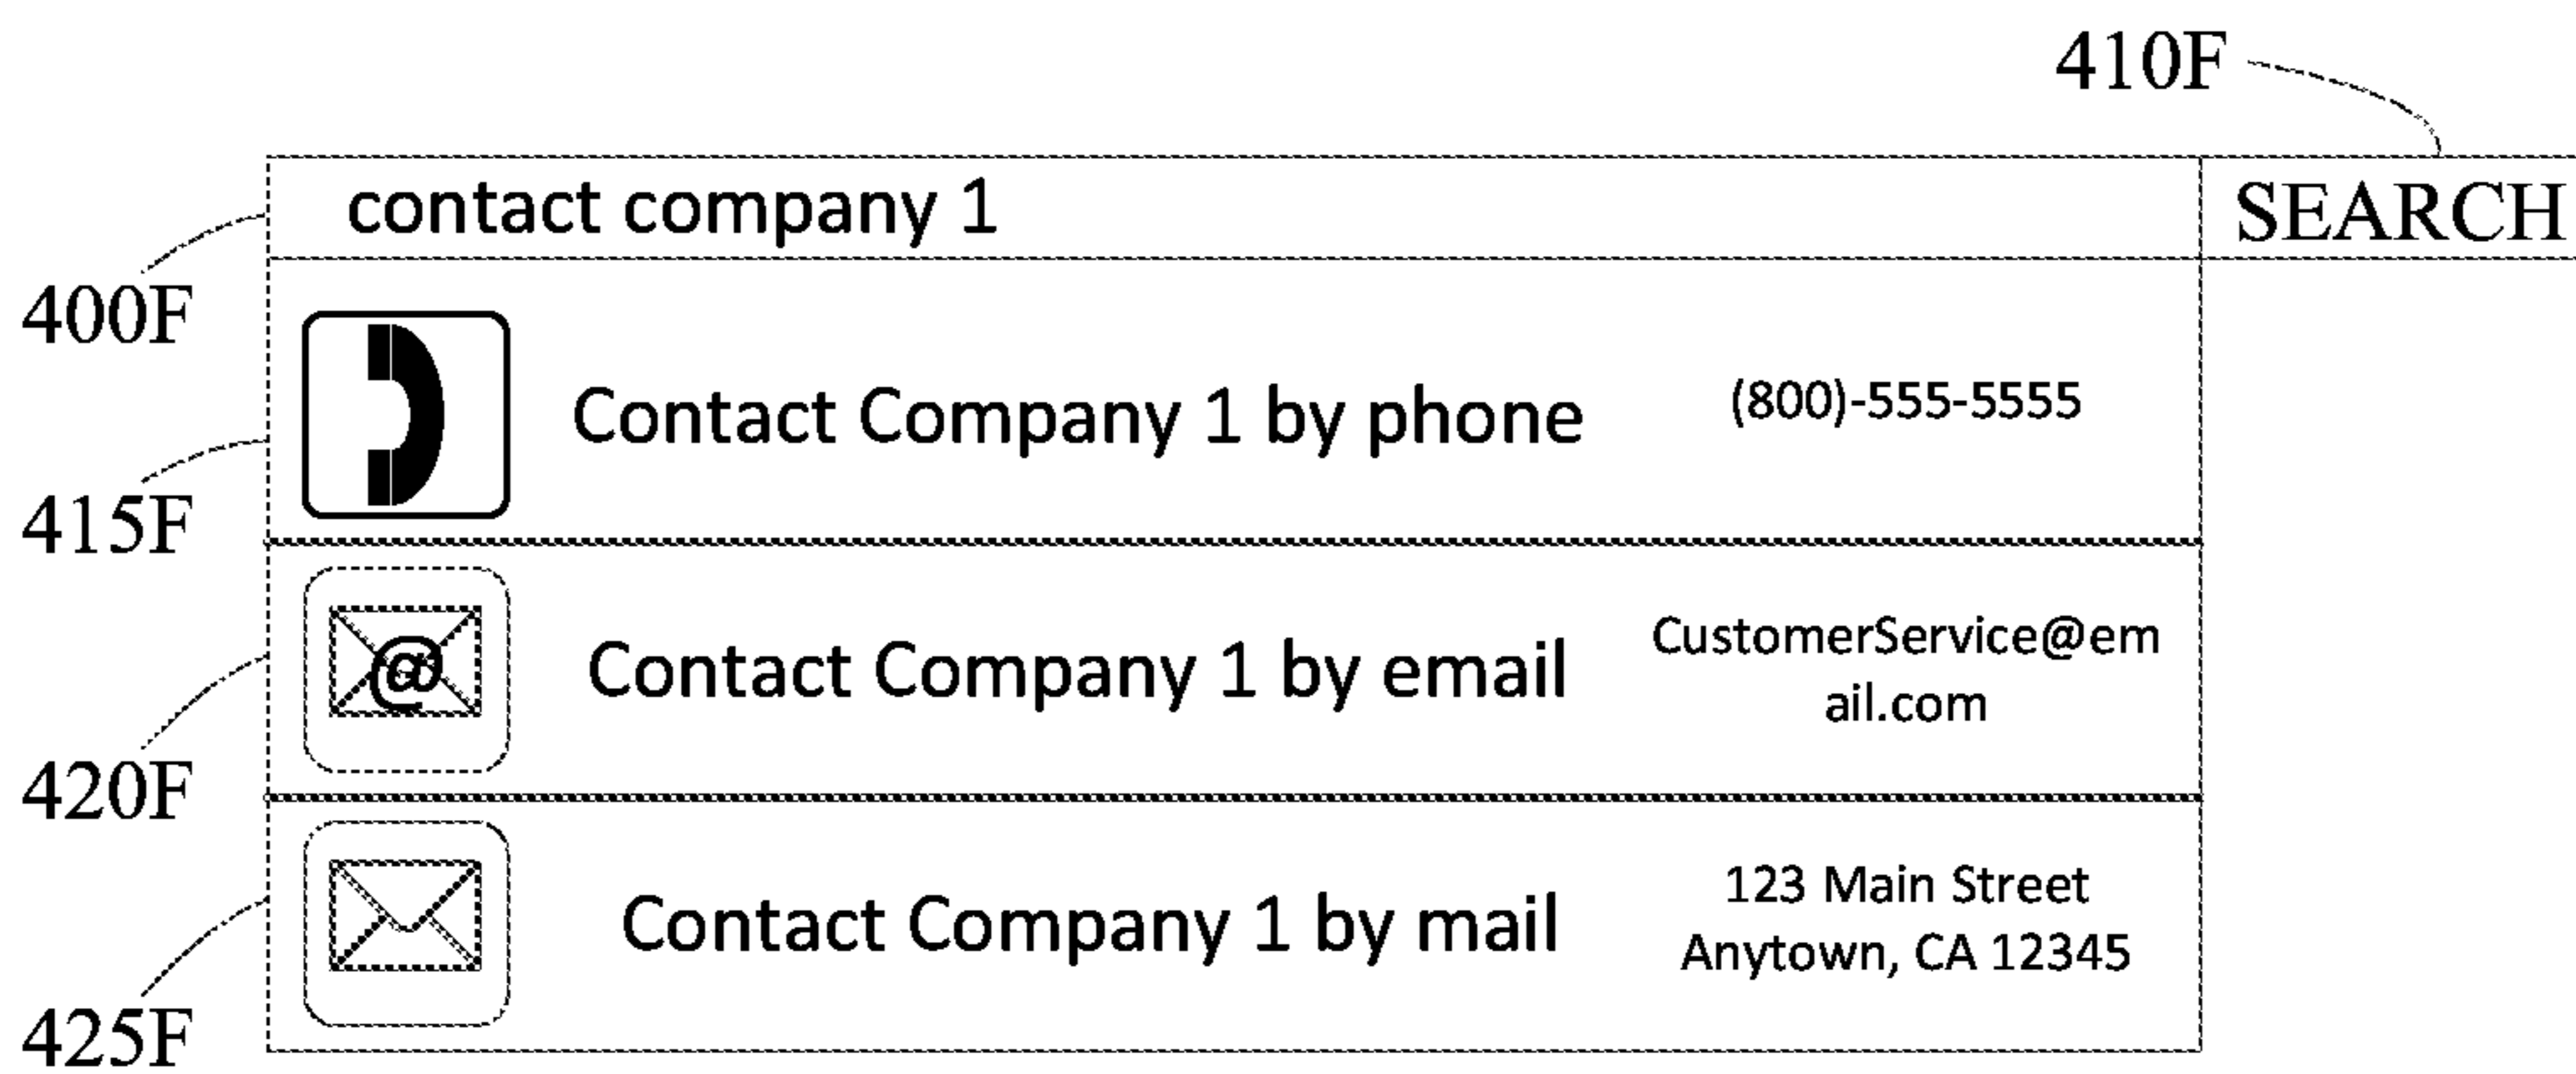 410F
contact company 1
SEARCH
400F
Contact Company 1 by phone
(800)-555-5555
415F
@
Contact Company 1 by email
CustomerService@em
ail.com
420F
Contact Company 1 by mail
123 Main Street
Anytown, CA 12345
425F